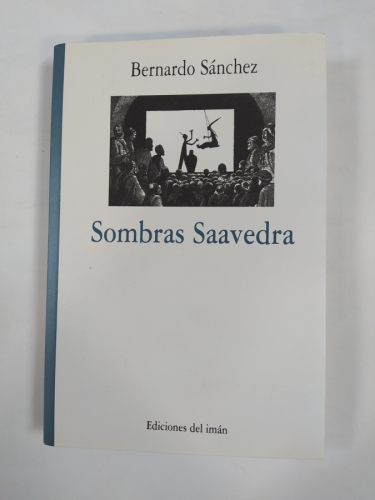 Bernardo Sánchez
Sombras Saavedra
Ediciones del imán